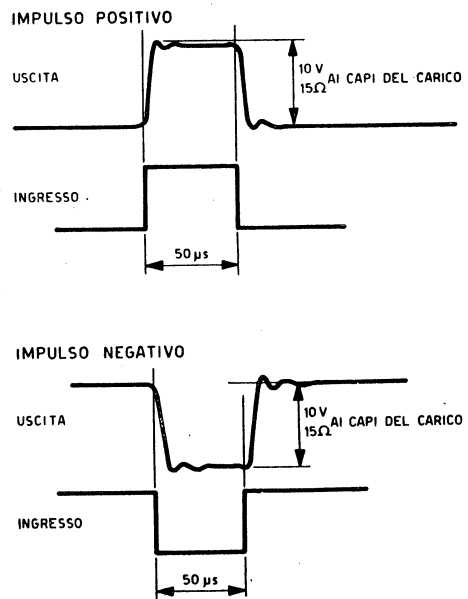 IMPULSO POSITIVO
USCITA
10 V
15Ω AI CAPI DEL CARICO
INGRESSO
50 µs
IMPULSO NEGATIVO
USCITA
10 V
15Ω AI CAPI DEL CARICO
INGRESSO
50 µs